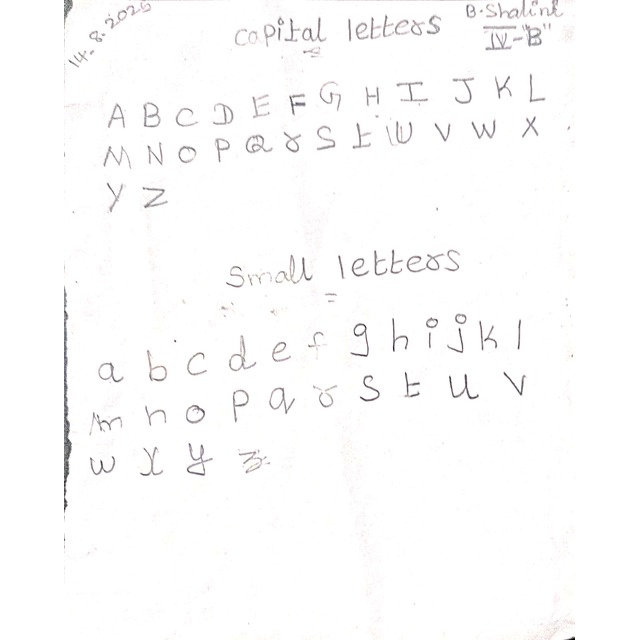 14.8.2025
capital letters
B. Shalini
IV-"B"
A B C D E F G H I J K L
M N O P Q r S t U V W X
Y Z
Small letters
a b c d e f g h i j k l
m n o p q r s t u v
w x y z